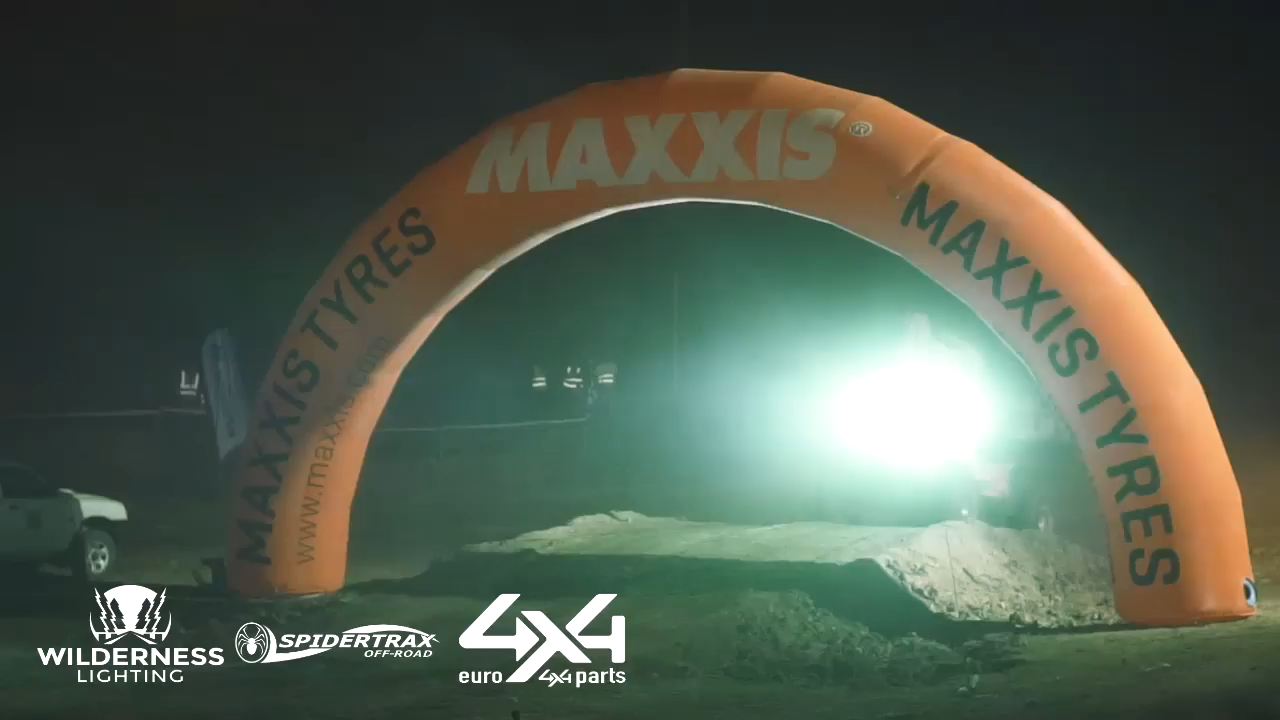 MAXXIS®
MAXXIS TYRES
www.maxxis.com
MAXXIS TYRES
WILDERNESS
LIGHTING
SPIDERTRAX
OFF-ROAD
4x4
euro 4x4 parts